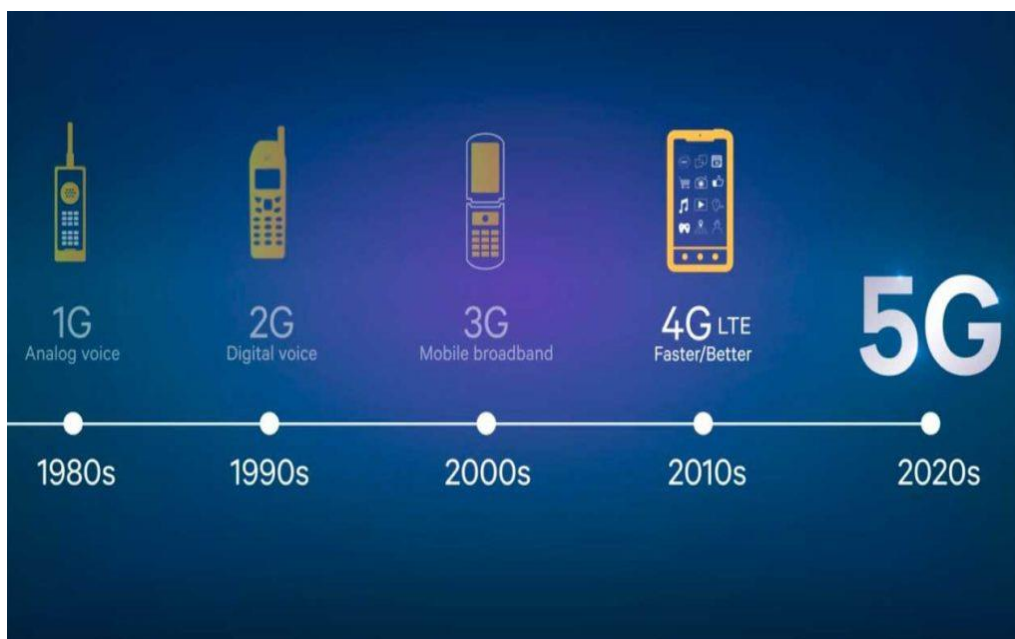 1G
Analog voice
2G
Digital voice
3G
Mobile broadband
4G LTE
Faster/Better
5G
1980s
1990s
2000s
2010s
2020s